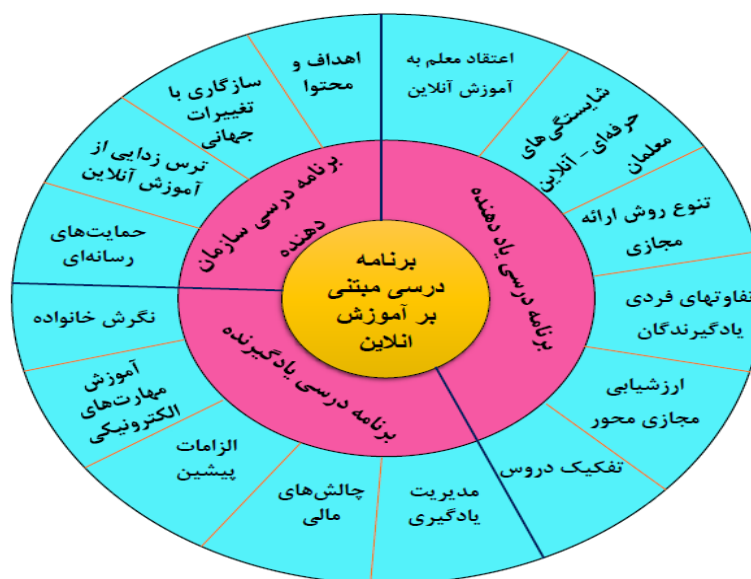 برنامه
درسی مبتنی
بر آموزش
انلاین
برنامه درسی یاد دهنده
برنامه درسی یادگیرنده
برنامه درسی سازمان
دهنده
اعتقاد معلم به
آموزش آنلاین
شایستگی‌های
حرفه‌ای - آنلاین
معلمان
تنوع روش ارائه
مجازی
تفاوتهای فردی
یادگیرندگان
ارزشیابی
مجازی محور
تفکیک دروس
مدیریت
یادگیری
چالش‌های
مالی
الزامات
پیشین
آموزش
مهارت‌های
الکترونیکی
نگرش خانواده
حمایت‌های
رسانه‌ای
ترس زدایی از
آموزش آنلاین
سازگاری با
تغییرات
جهانی
اهداف و
محتوا